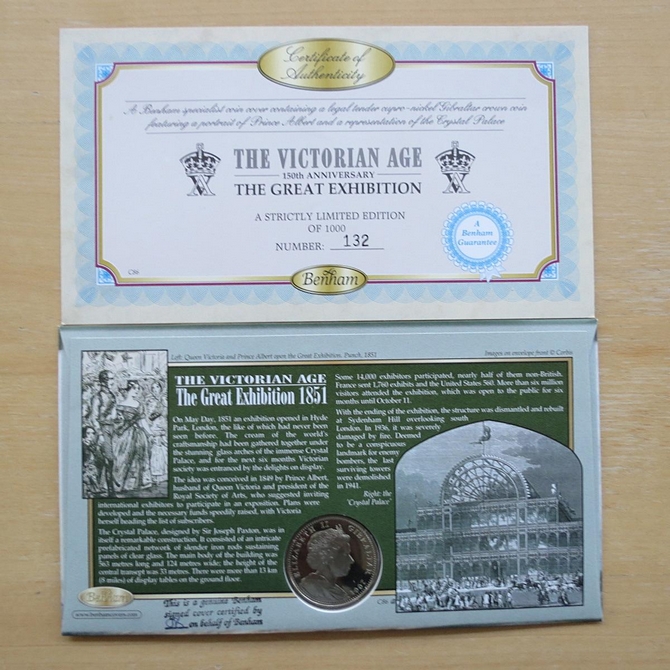 Certificate of
Authenticity
A Benham specialist coin cover containing a legal tender cupro-nickel Gibraltar crown coin
featuring a portrait of Prince Albert and a representation of the Crystal Palace
THE VICTORIAN AGE
150th ANNIVERSARY
THE GREAT EXHIBITION
A STRICTLY LIMITED EDITION
OF 1000
NUMBER: 132
A
Benham
Guarantee
C86
Benham
Left: Queen Victoria and Prince Albert open the Great Exhibition. Punch, 1851
Images on envelope front © Corbis
THE VICTORIAN AGE
The Great Exhibition 1851
On May Day, 1851 an exhibition opened in Hyde
Park, London, the like of which had never been
seen before. The cream of the world's
craftsmanship had been gathered together under
the stunning glass arches of the immense Crystal
Palace, and for the next six months Victorian
society was entranced by the delights on display.
The idea was conceived in 1849 by Prince Albert,
husband of Queen Victoria and president of the
Royal Society of Arts, who suggested inviting
international exhibitors to participate in an exposition. Plans were
developed and the necessary funds speedily raised, with Victoria
herself heading the list of subscribers.
The Crystal Palace, designed by Sir Joseph Paxton, was in
itself a remarkable construction. It consisted of an intricate
prefabricated network of slender iron rods sustaining
panels of clear glass. The main body of the building was
563 metres long and 124 metres wide; the height of the
central transept was 33 metres. There were more than 13 km
(8 miles) of display tables on the ground floor.
Some 14,000 exhibitors participated, nearly half of them non-British.
France sent 1,760 exhibits and the United States 560. More than six million
visitors attended the exhibition, which was open to the public for six
months until October 11.
With the ending of the exhibition, the structure was dismantled and rebuilt
at Sydenham Hill overlooking south
London. In 1936, it was severely
damaged by fire. Deemed
to be a conspicuous
landmark for enemy
bombers, the last
surviving towers
were demolished
in 1941.
Right: the
'Crystal Palace'
ELIZABETH II GIBRALTAR
2001
C86
Benham
www.benhamcovers.com
This is a genuine Benham
signed cover certified by
on behalf of Benham